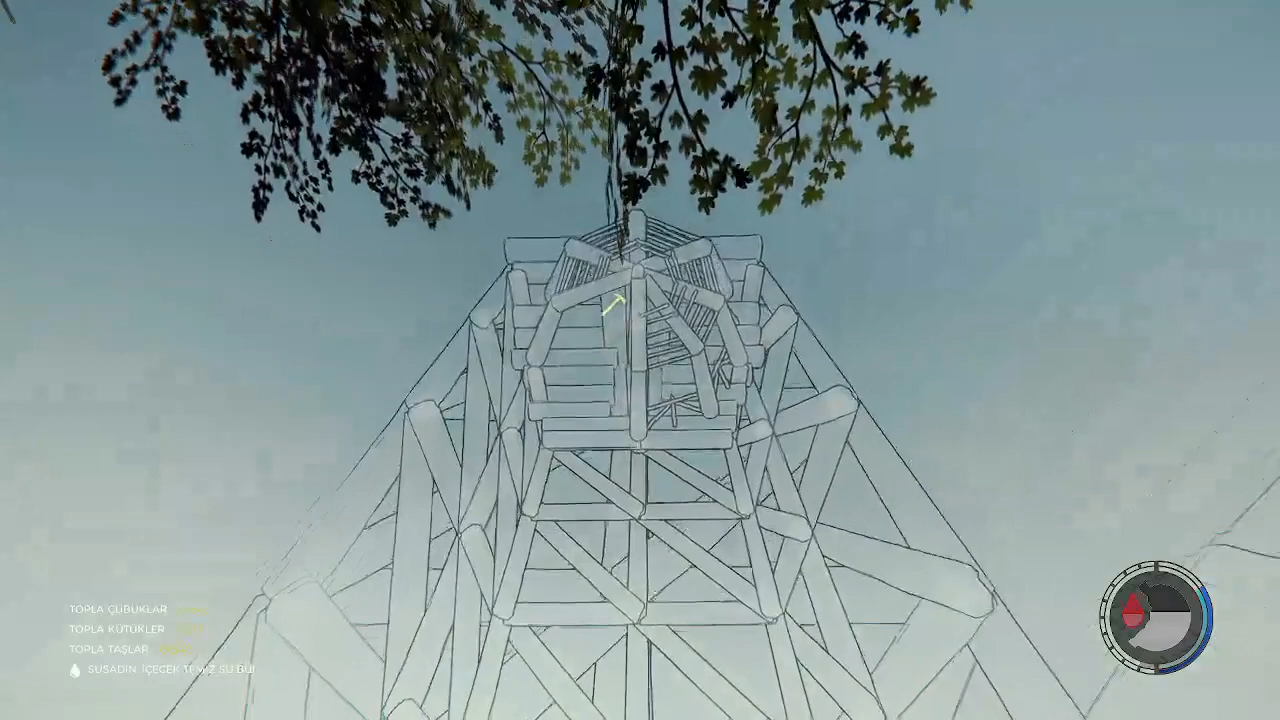 TOPLA ÇUBUKLAR
TOPLA KÜTÜKLER
TOPLA TAŞLAR
SUSADIN. İÇECEK TEMİZ SU BUL!